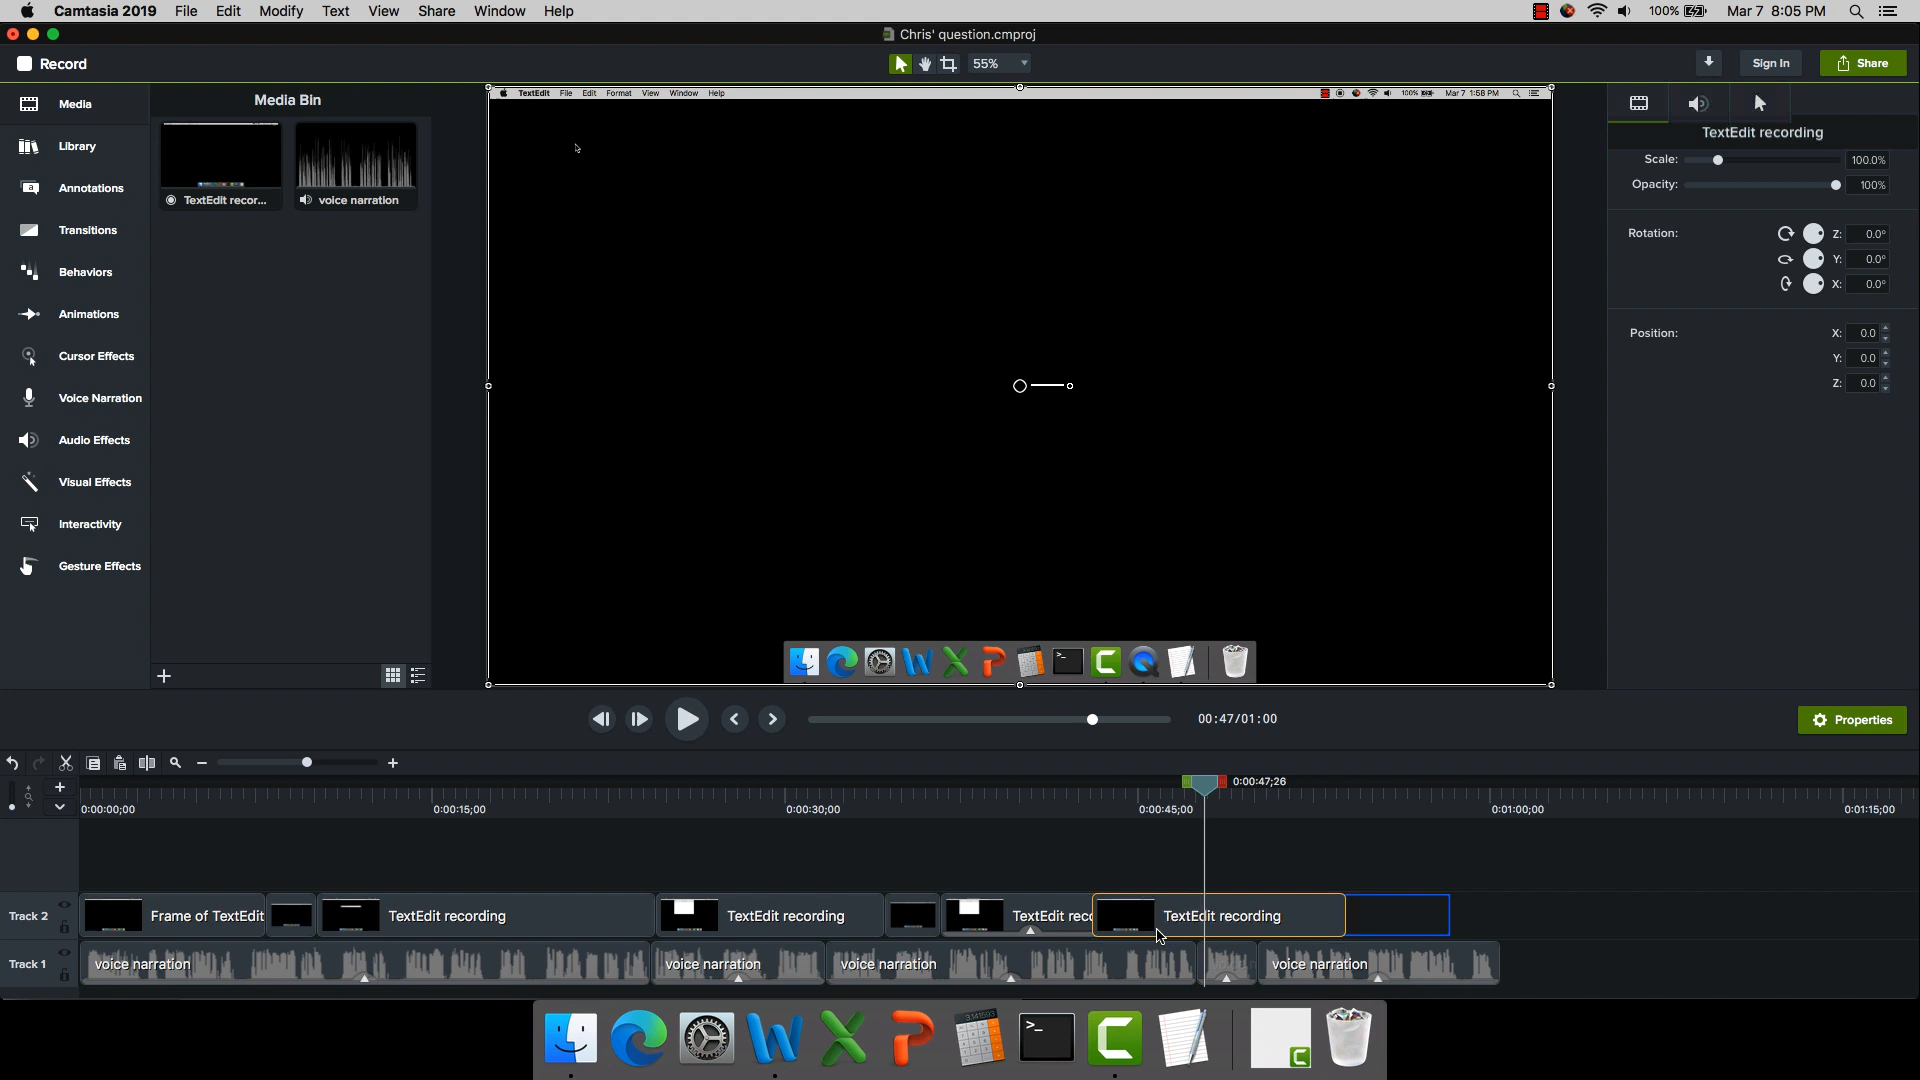 Camtasia 2019 File Edit Modify Text View Share Window Help 100% Mar 7 8:05 PM
Chris' question.cmproj
Record 55% Sign In Share
Media
Library
Annotations
Transitions
Behaviors
Animations
Cursor Effects
Voice Narration
Audio Effects
Visual Effects
Interactivity
Gesture Effects
Media Bin
TextEdit recor... voice narration
TextEdit File Edit Format View Window Help 100% Mar 7 1:58 PM
TextEdit recording
Scale: 100.0%
Opacity: 100%
Rotation: Z: 0.0°
Y: 0.0°
X: 0.0°
Position: X: 0.0
Y: 0.0
Z: 0.0
00:47/01:00
Properties
0:00:47;26
0:00:00;00 0:00:15;00 0:00:30;00 0:00:45;00 0:01:00;00 0:01:15;00
Track 2 Frame of TextEdit TextEdit recording TextEdit recording TextEdit reco TextEdit recording
Track 1 voice narration voice narration voice narration voice narration